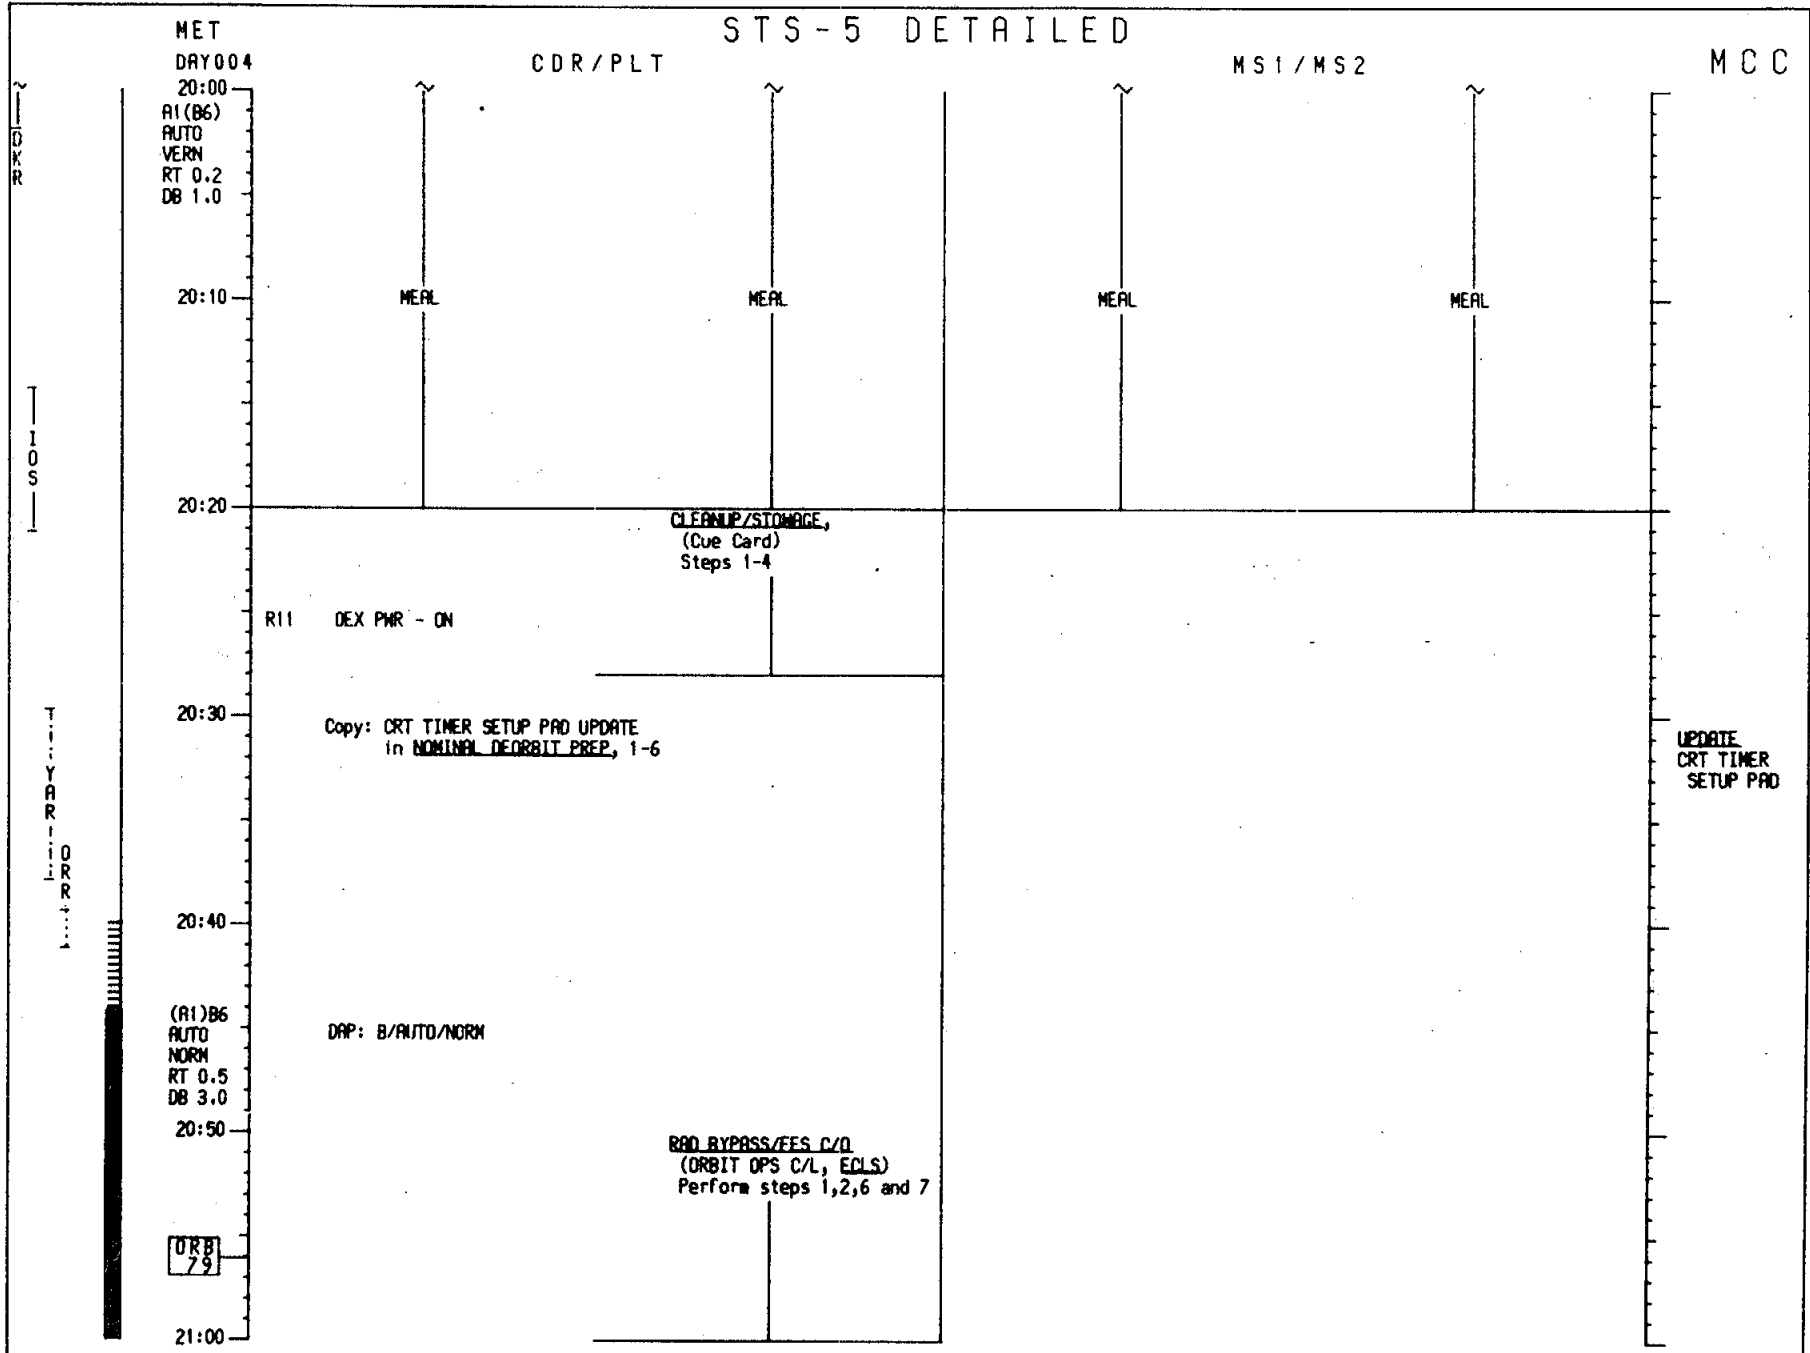 STS-5 DETAILED
MET
DAY004
CDR/PLT
MS1/MS2
MCC
20:00
A1(B6)
AUTO
VERN
RT 0.2
DB 1.0
DKR
20:10
MEAL
MEAL
MEAL
MEAL
IOS
20:20
CLEANUP/STOWAGE,
(Cue Card)
Steps 1-4
R11 OEX PWR - ON
20:30
Copy: CRT TIMER SETUP PAD UPDATE
in NOMINAL DEORBIT PREP, 1-6
UPDATE
CRT TIMER
SETUP PAD
YAR
ORR
20:40
(A1)B6
AUTO
NORM
RT 0.5
DB 3.0
DAP: B/AUTO/NORM
20:50
RAD BYPASS/FES C/O
(ORBIT OPS C/L, ECLS)
Perform steps 1,2,6 and 7
ORB
79
21:00